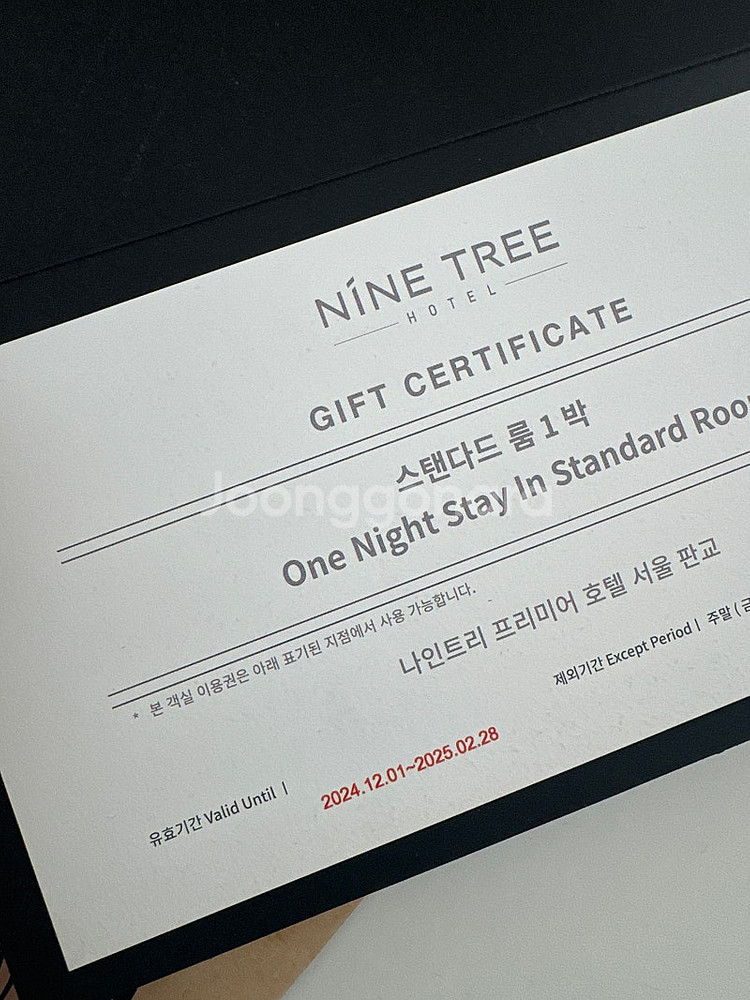 NÍNE TREE
HOTEL
GIFT CERTIFICATE
스탠다드 룸 1 박
One Night Stay In Standard
Joonggonara
* 본 객실 이용권은 아래 표기된 지점에서 사용 가능합니다.
나인트리 프리미어 호텔 서울 판교
제외기간 Except Period | 주말 (금
유효기간 Valid Until |
2024.12.01~2025.02.28